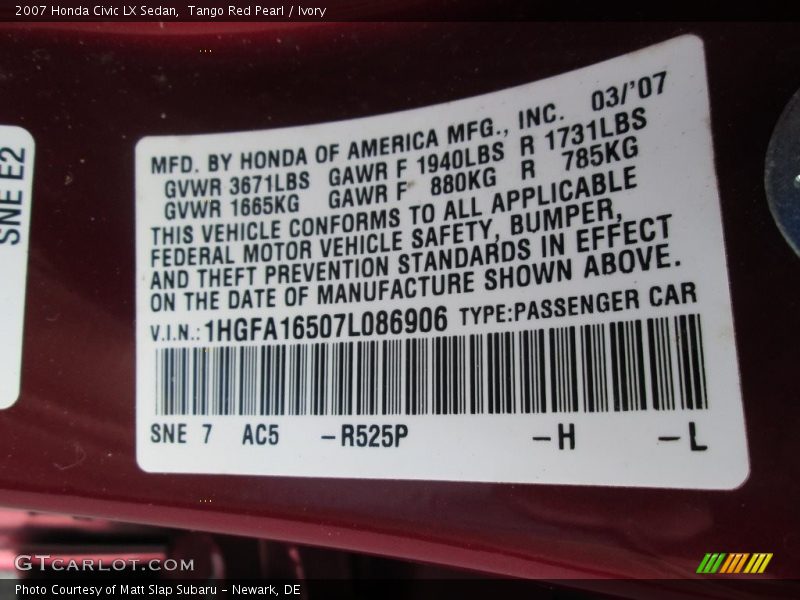 2007 Honda Civic LX Sedan,  Tango Red Pearl / Ivory
SNE E2
MFD. BY HONDA OF AMERICA MFG., INC. 03/'07
GVWR 3671LBS GAWR F 1940LBS R 1731LBS
GVWR 1665KG GAWR F 880KG R 785KG
THIS VEHICLE CONFORMS TO ALL APPLICABLE
FEDERAL MOTOR VEHICLE SAFETY, BUMPER,
AND THEFT PREVENTION STANDARDS IN EFFECT
ON THE DATE OF MANUFACTURE SHOWN ABOVE.
V.I.N.: 1HGFA16507L086906 TYPE:PASSENGER CAR
SNE 7 AC5 -R525P -H -L
GTCARLOT.COM
Photo Courtesy of Matt Slap Subaru - Newark, DE